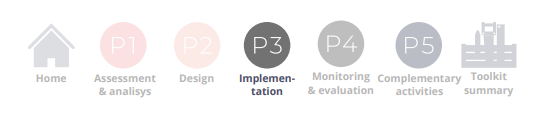 P1
P2
P3
P4
P5
Home
Assessment
& analisys
Design
Implemen-
tation
Monitoring
& evaluation
Complementary
activities
Toolkit
summary